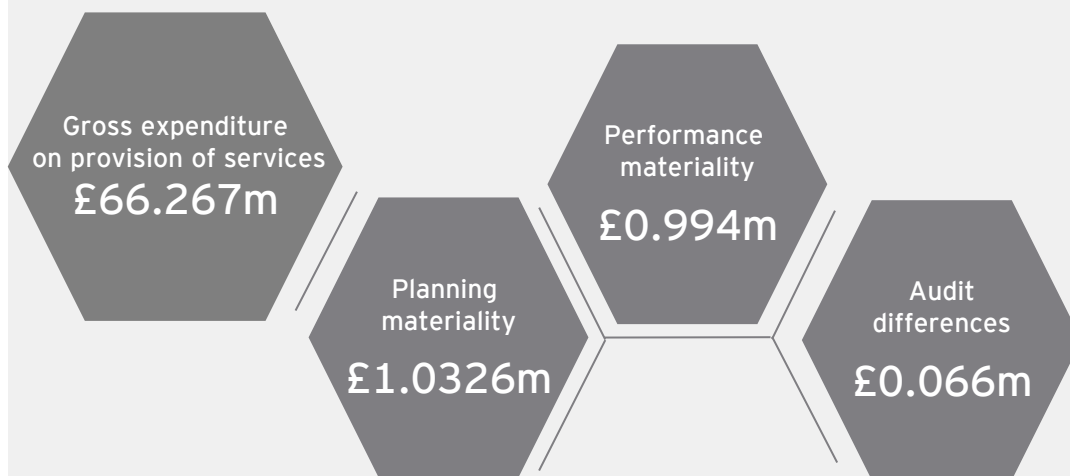 Gross expenditure
on provision of services
£66.267m
Planning
materiality
£1.0326m
Performance
materiality
£0.994m
Audit
differences
£0.066m